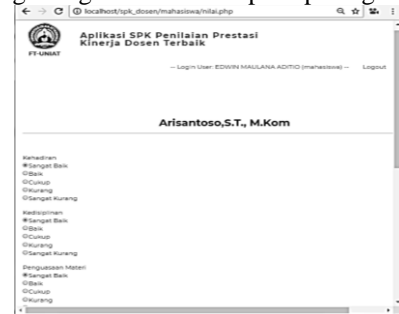 localhost/spk_dosen/mahasiswa/nilai.php
Aplikasi SPK Penilaian Prestasi
Kinerja Dosen Terbaik
FT-UNIAT
-- Login User: EDWIN MAULANA ADITIO (mahasiswa) -- Logout
Arisantoso,S.T., M.Kom
Kehadiran
Sangat Baik
Baik
Cukup
Kurang
Sangat Kurang
Kedisiplinan
Sangat Baik
Baik
Cukup
Kurang
Sangat Kurang
Penguasaan Materi
Sangat Baik
Baik
Cukup
Kurang